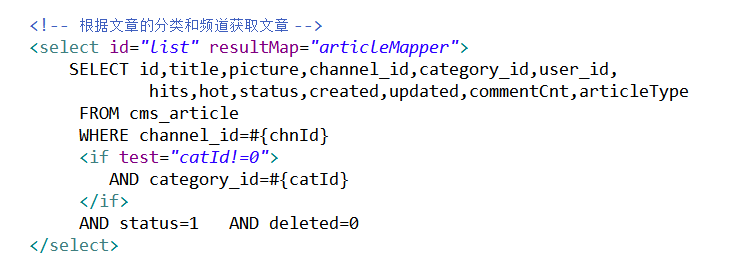 <!-- 根据文章的分类和频道获取文章 -->
<select id="list" resultMap="articleMapper">
SELECT id,title,picture,channel_id,category_id,user_id,
hits,hot,status,created,updated,commentCnt,articleType
FROM cms_article
WHERE channel_id=#{chnId}
<if test="catId!=0">
AND category_id=#{catId}
</if>
AND status=1   AND deleted=0
</select>